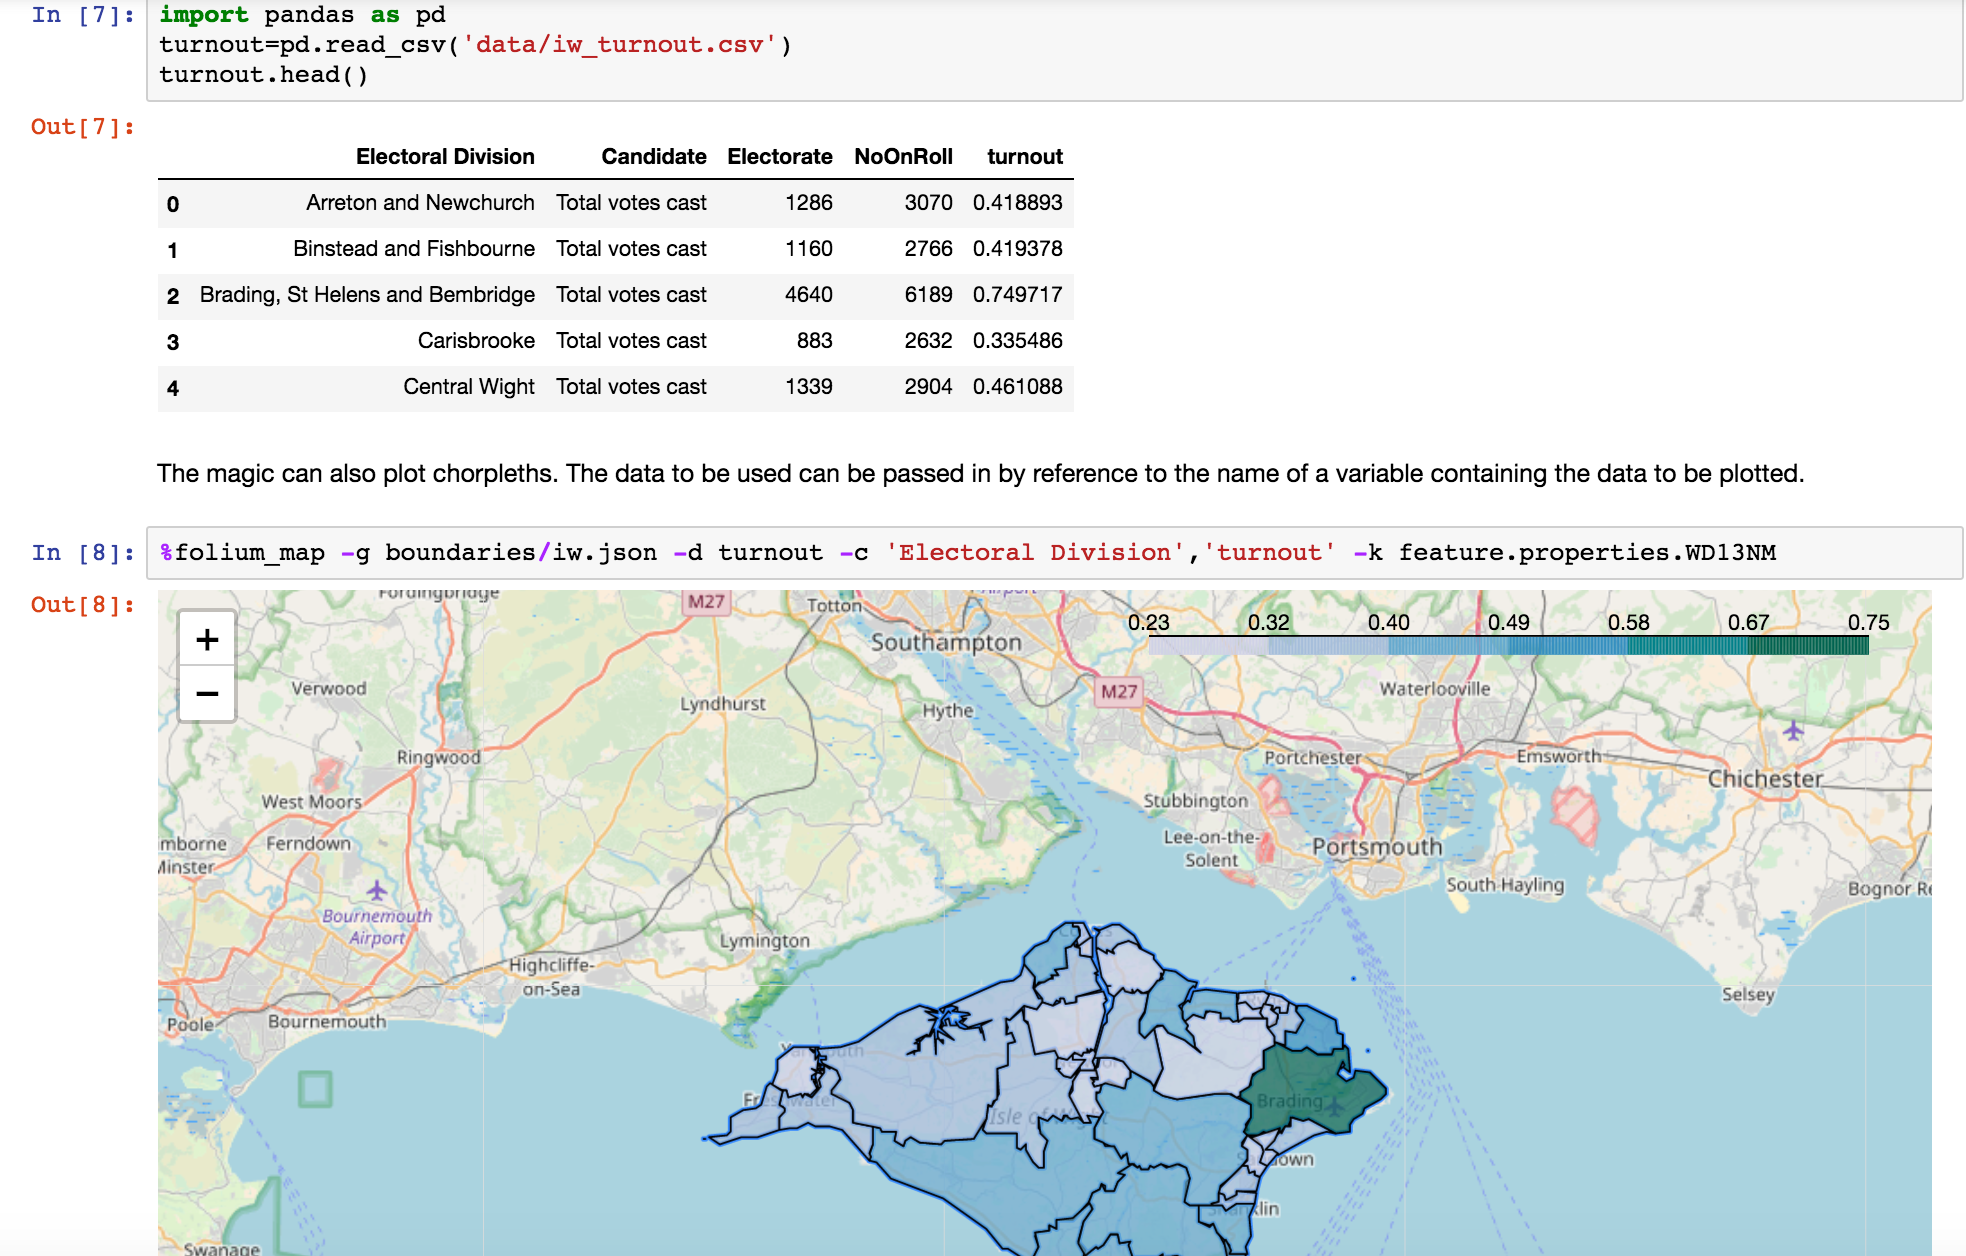 In [7]: import pandas as pd
turnout=pd.read_csv('data/iw_turnout.csv')
turnout.head()
Out[7]:
Electoral Division Candidate Electorate NoOnRoll turnout
0 Arreton and Newchurch Total votes cast 1286 3070 0.418893
1 Binstead and Fishbourne Total votes cast 1160 2766 0.419378
2 Brading, St Helens and Bembridge Total votes cast 4640 6189 0.749717
3 Carisbrooke Total votes cast 883 2632 0.335486
4 Central Wight Total votes cast 1339 2904 0.461088
The magic can also plot chorpleths. The data to be used can be passed in by reference to the name of a variable containing the data to be plotted.
In [8]: %folium_map -g boundaries/iw.json -d turnout -c 'Electoral Division','turnout' -k feature.properties.WD13NM
Out[8]:
+
−
0.23 0.32 0.40 0.49 0.58 0.67 0.75
Fordingbridge
M27
Totton
Airport
Southampton
Verwood
Lyndhurst
Hythe
M27
Waterlooville
Ringwood
Portchester
Emsworth
Chichester
West Moors
Stubbington
mborne
Minster
Ferndown
Lee-on-the-
Solent
Portsmouth
South Hayling
Bognor Re
Bournemouth
Airport
Lymington
Highcliffe-
on-Sea
Selsey
Poole
Bournemouth
Yarmouth
Freshwater
Isle of Wight
Brading
Sandown
Shanklin
Swanage